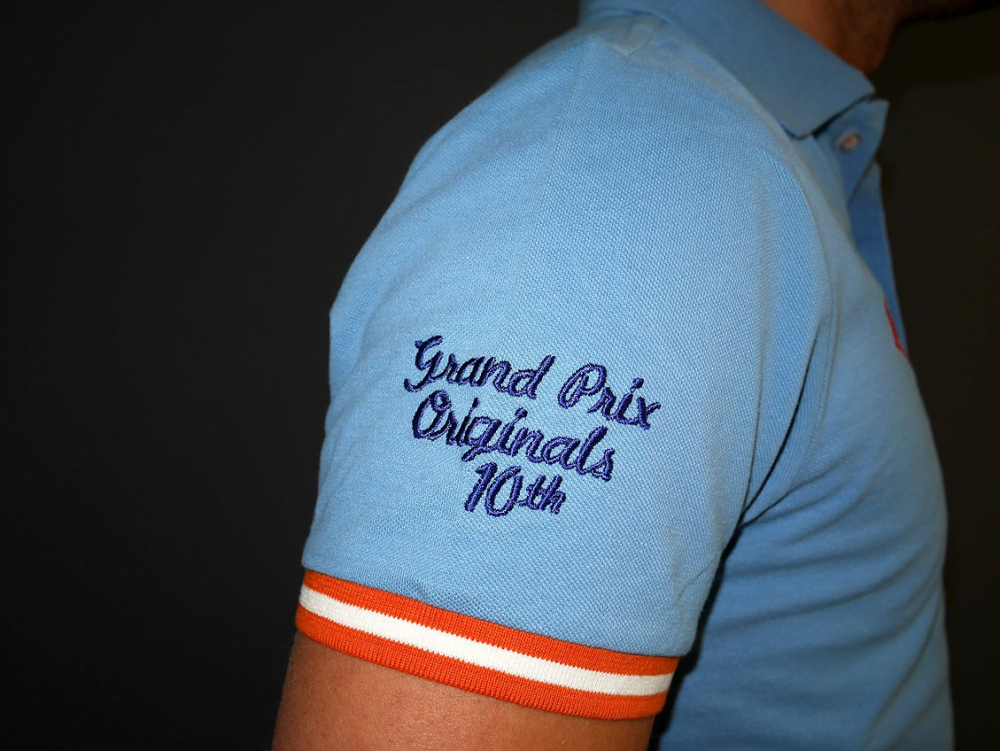 Grand Prix
Originals
10th